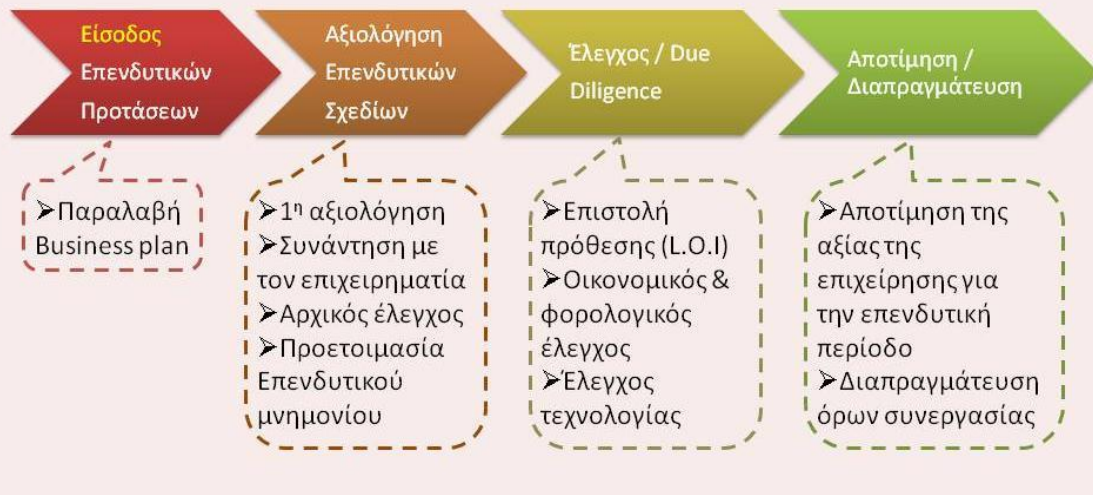 Είσοδος
Επενδυτικών
Προτάσεων
Αξιολόγηση
Επενδυτικών
Σχεδίων
Έλεγχος / Due
Diligence
Αποτίμηση /
Διαπραγμάτευση
➢Παραλαβή
Business plan
➢1η αξιολόγηση
➢Συνάντηση με
τον επιχειρηματία
➢Αρχικός έλεγχος
➢Προετοιμασία
Επενδυτικού
μνημονίου
➢Επιστολή
πρόθεσης (L.O.I)
➢Οικονομικός &
φορολογικός
έλεγχος
➢Έλεγχος
τεχνολογίας
➢Αποτίμηση της
αξίας της
επιχείρησης για
την επενδυτική
περίοδο
➢Διαπραγμάτευση
όρων συνεργασίας